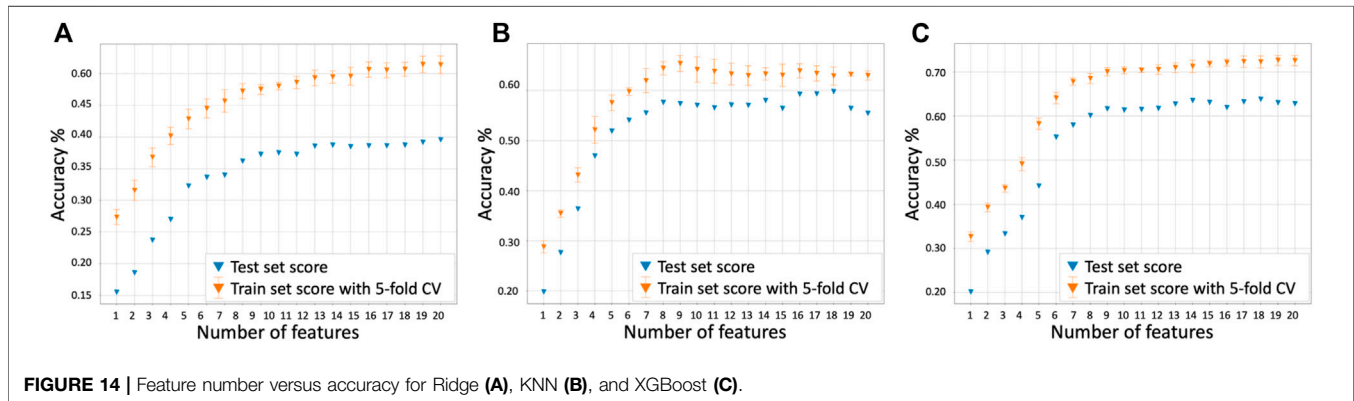 A
Accuracy %
0.60
0.45
0.40
0.35
0.25
0.20
0.15
1 2 3 4 5 6 7 7 8 9 10 11 12 13 14 15 16 17 18 19 20
Number of features
Test set score
Train set score with 5-fold CV
B
Accuracy %
0.60
0.50
0.40
0.30
0.20
1 2 3 4 5 6 7 8 9 10 11 12 13 14 15 16 17 18 19 20
Number of features
Test set score
Train set score with 5-fold CV
C
Accuracy %
0.70
0.60
0.50
0.30
0.20
1 2 3 4 5 6 7 8 9 10 11 12 13 14 15 16 17 18 19 20
Number of features
Test set score
Train set score with 5-fold CV
FIGURE 14 | Feature number versus accuracy for Ridge (A), KNN (B), and XGBoost (C).